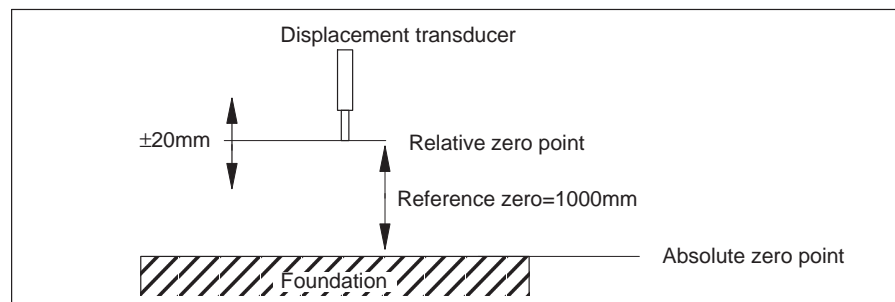 Displacement transducer
±20mm
Relative zero point
Reference zero=1000mm
Absolute zero point
Foundation